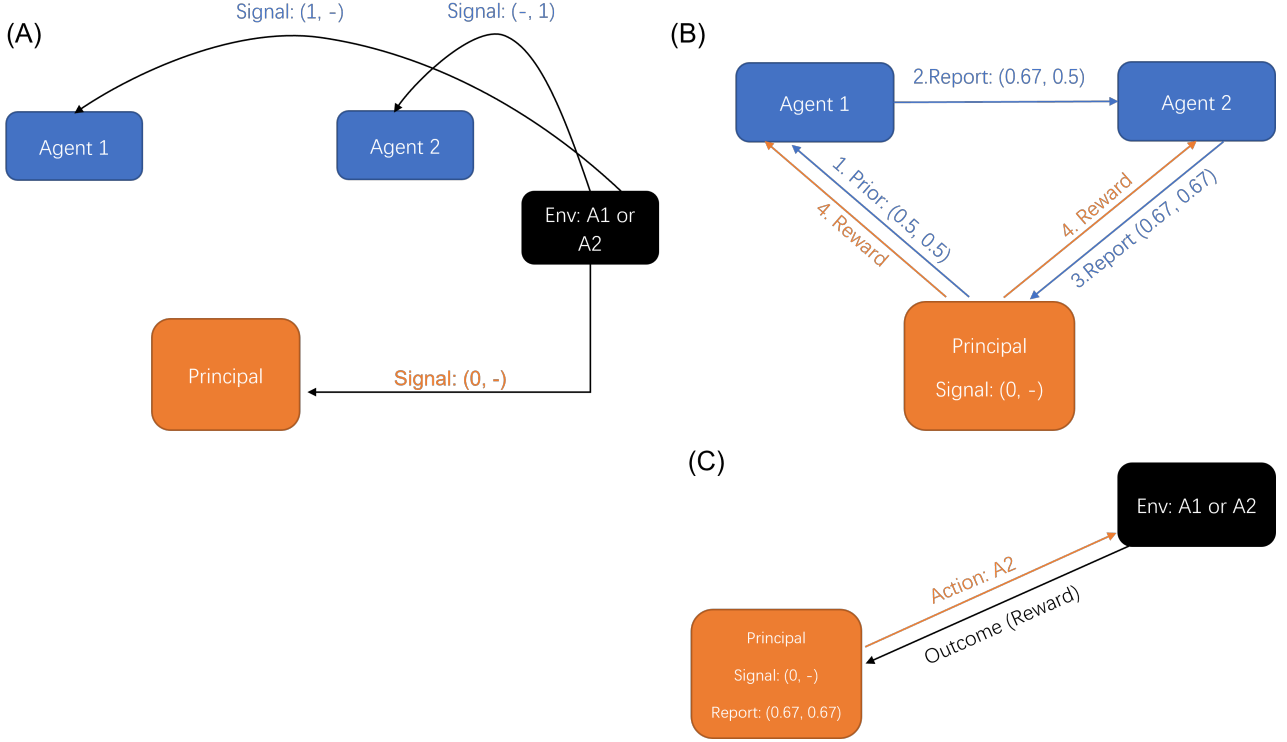 (A)
Signal: (1, -)
Signal: (-, 1)
Agent 1
Agent 2
Env: A1 or
A2
Principal
Signal: (0, -)
(B)
Agent 1
2.Report: (0.67, 0.5)
Agent 2
1. Prior: (0.5, 0.5)
4. Reward
4. Reward
3.Report (0.67, 0.67)
Principal
Signal: (0, -)
(C)
Env: A1 or A2
Action: A2
Outcome (Reward)
Principal
Signal: (0, -)
Report: (0.67, 0.67)